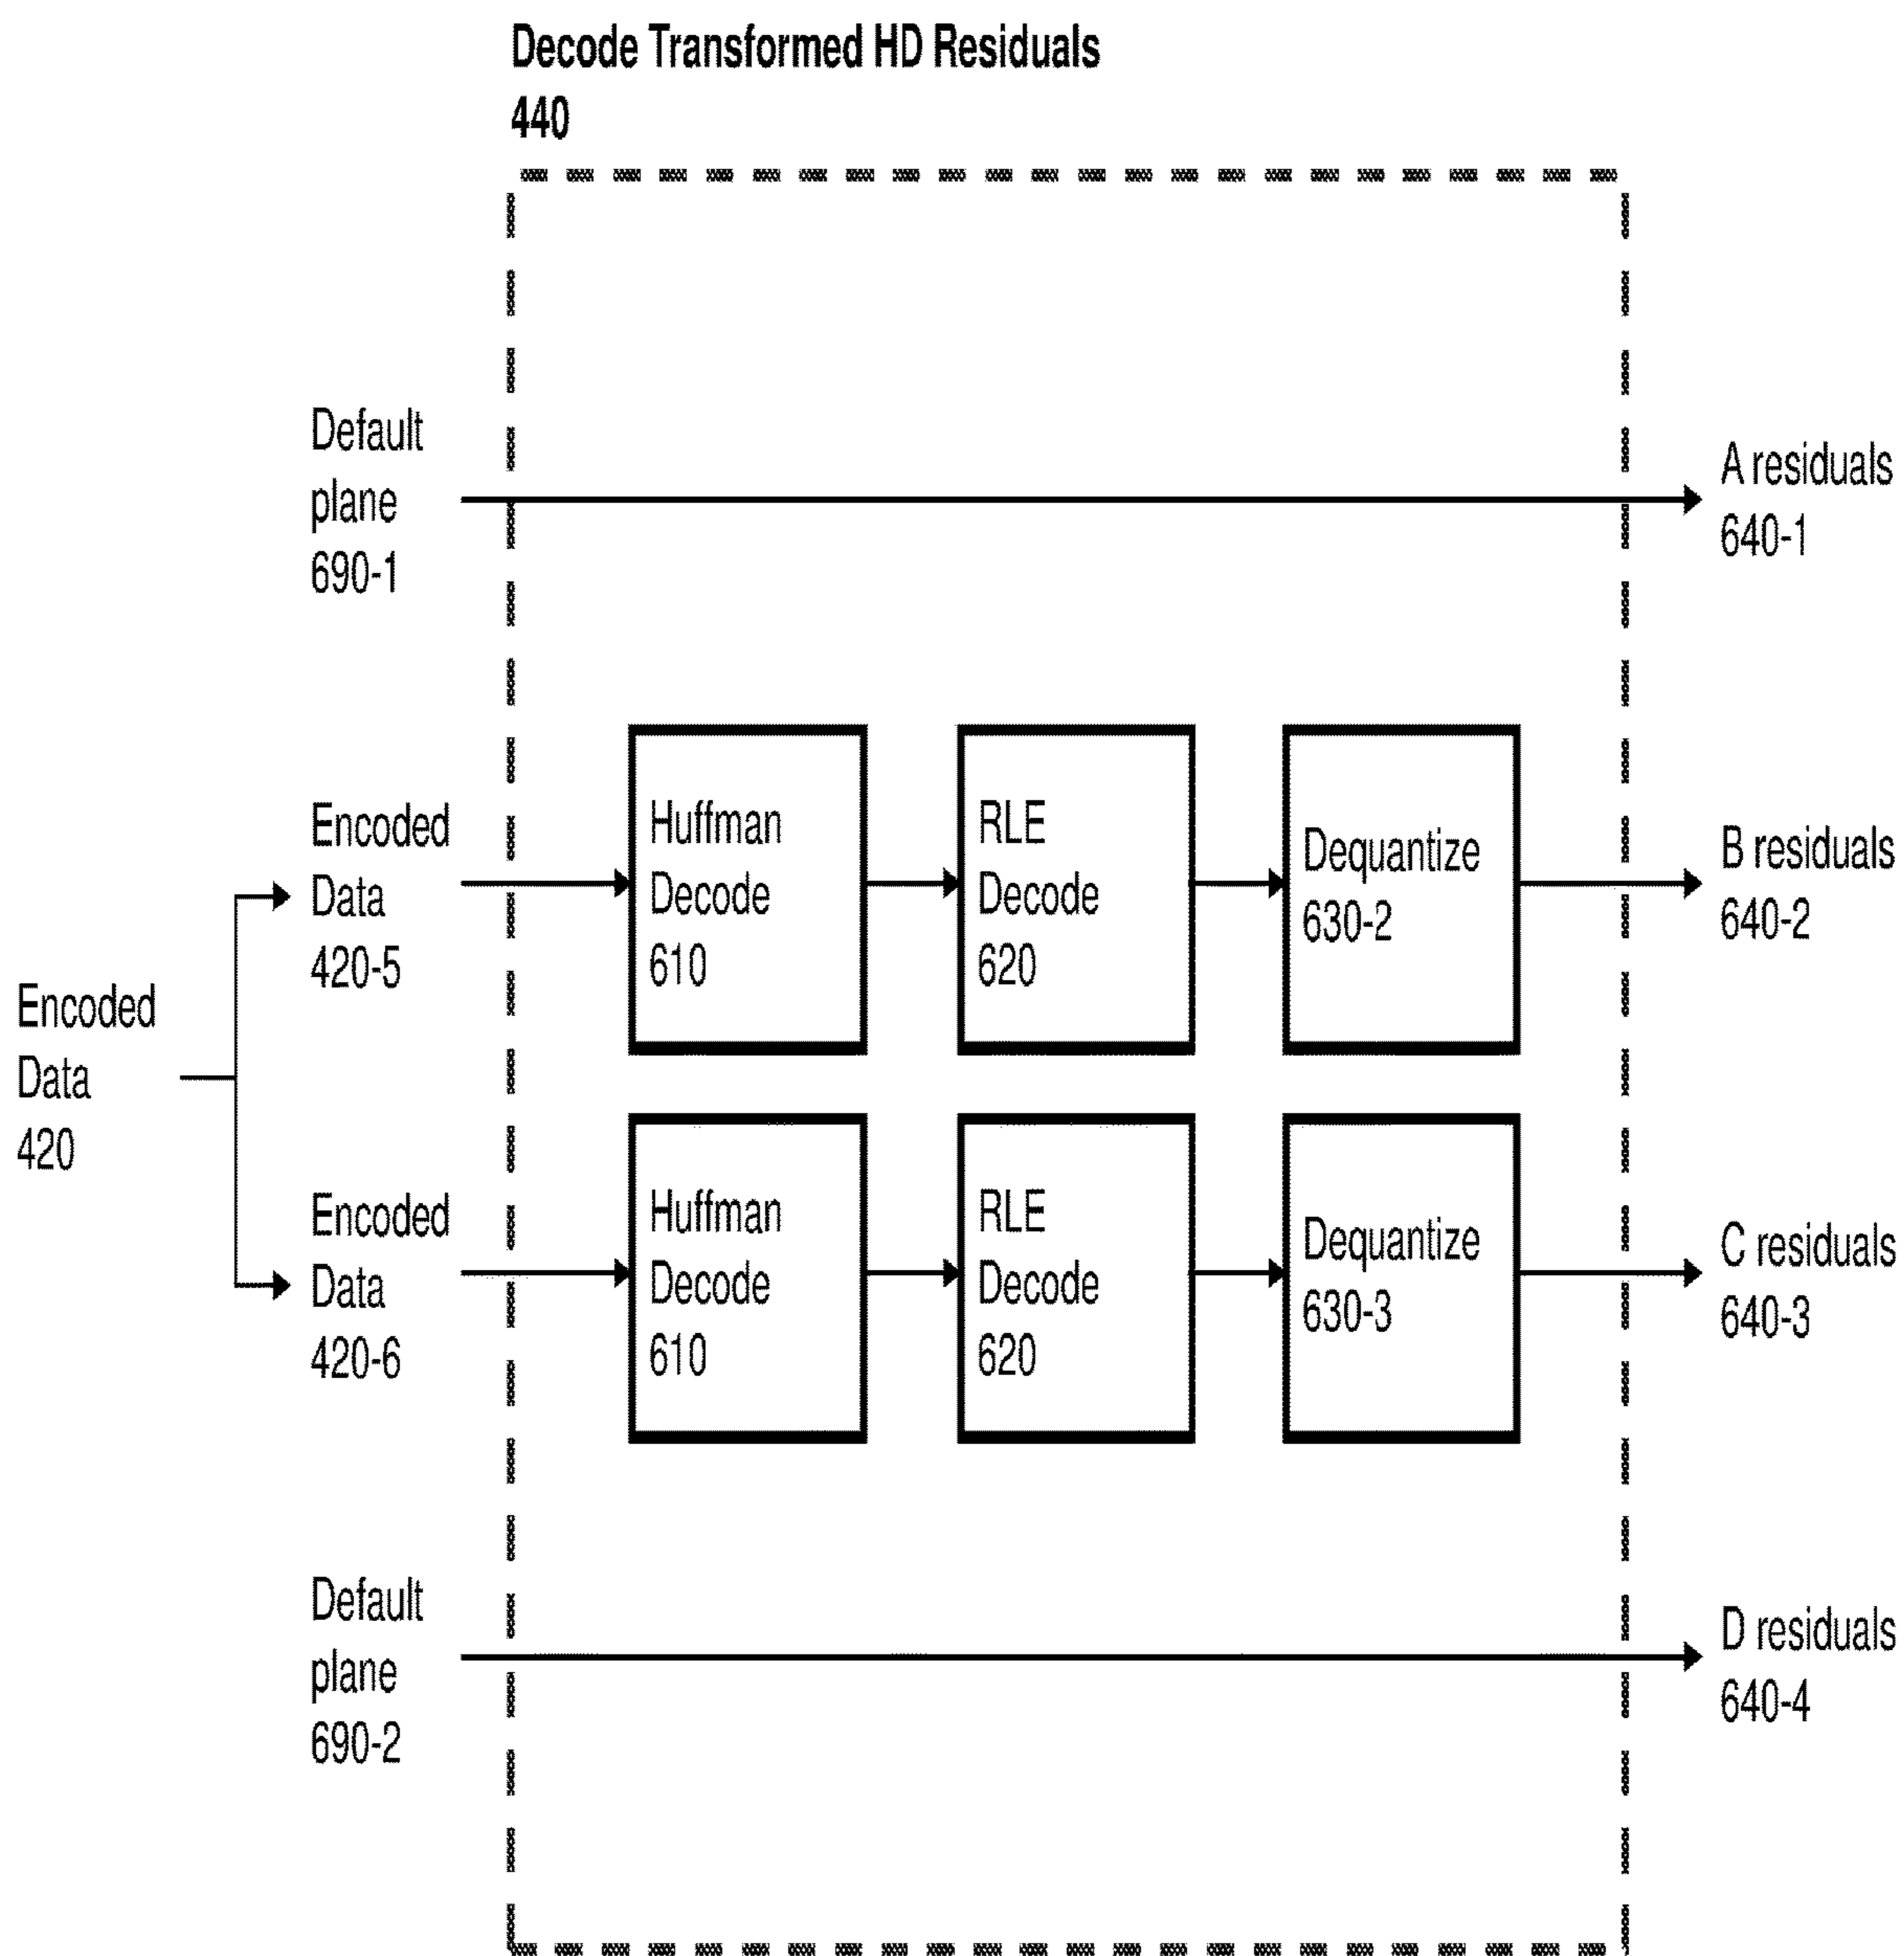 Decode Transformed HD Residuals
440
Default
plane
690-1
A residuals
640-1
Encoded
Data
420
Encoded
Data
420-5
Huffman
Decode
610
RLE
Decode
620
Dequantize
630-2
B residuals
640-2
Encoded
Data
420-6
Huffman
Decode
610
RLE
Decode
620
Dequantize
630-3
C residuals
640-3
Default
plane
690-2
D residuals
640-4